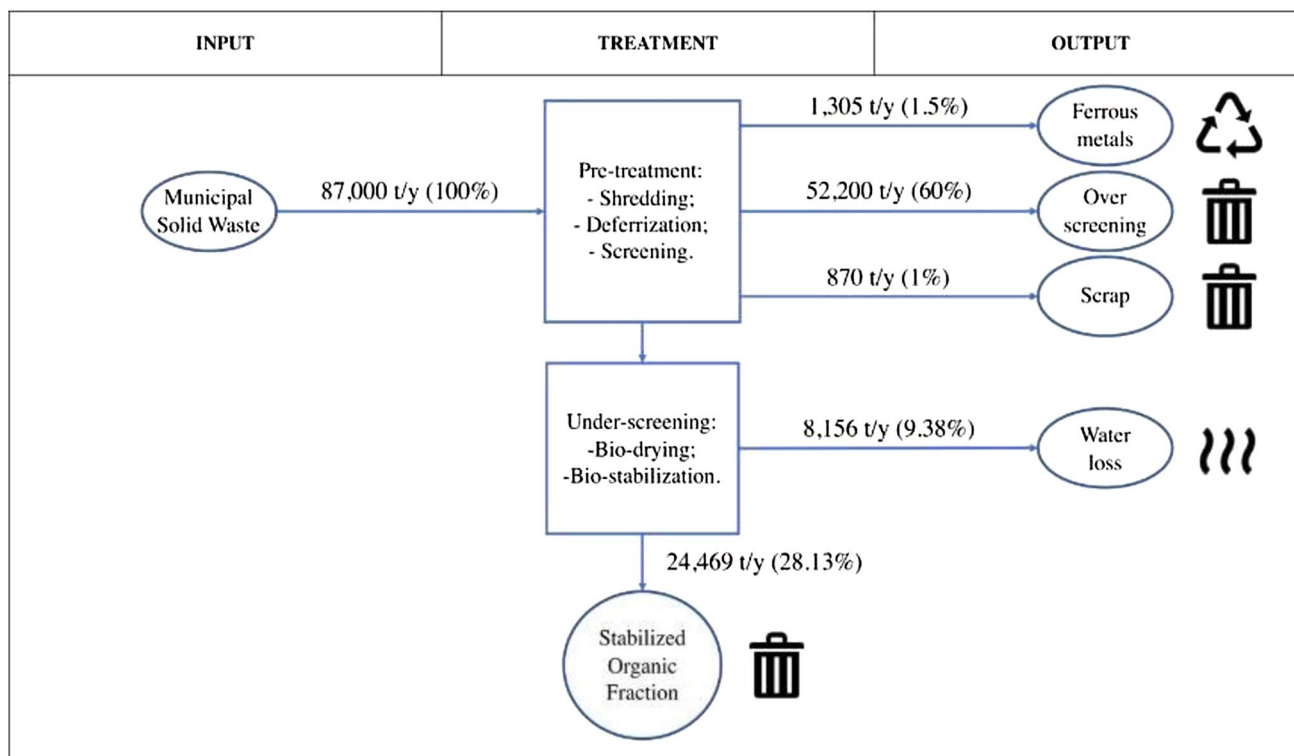 INPUT
TREATMENT
OUTPUT
Municipal
Solid Waste
87,000 t/y (100%)
Pre-treatment:
- Shredding;
- Deferrization;
- Screening.
1,305 t/y (1.5%)
Ferrous
metals
52,200 t/y (60%)
Over
screening
870 t/y (1%)
Scrap
Under-screening:
-Bio-drying;
-Bio-stabilization.
8,156 t/y (9.38%)
Water
loss
24,469 t/y (28.13%)
Stabilized
Organic
Fraction